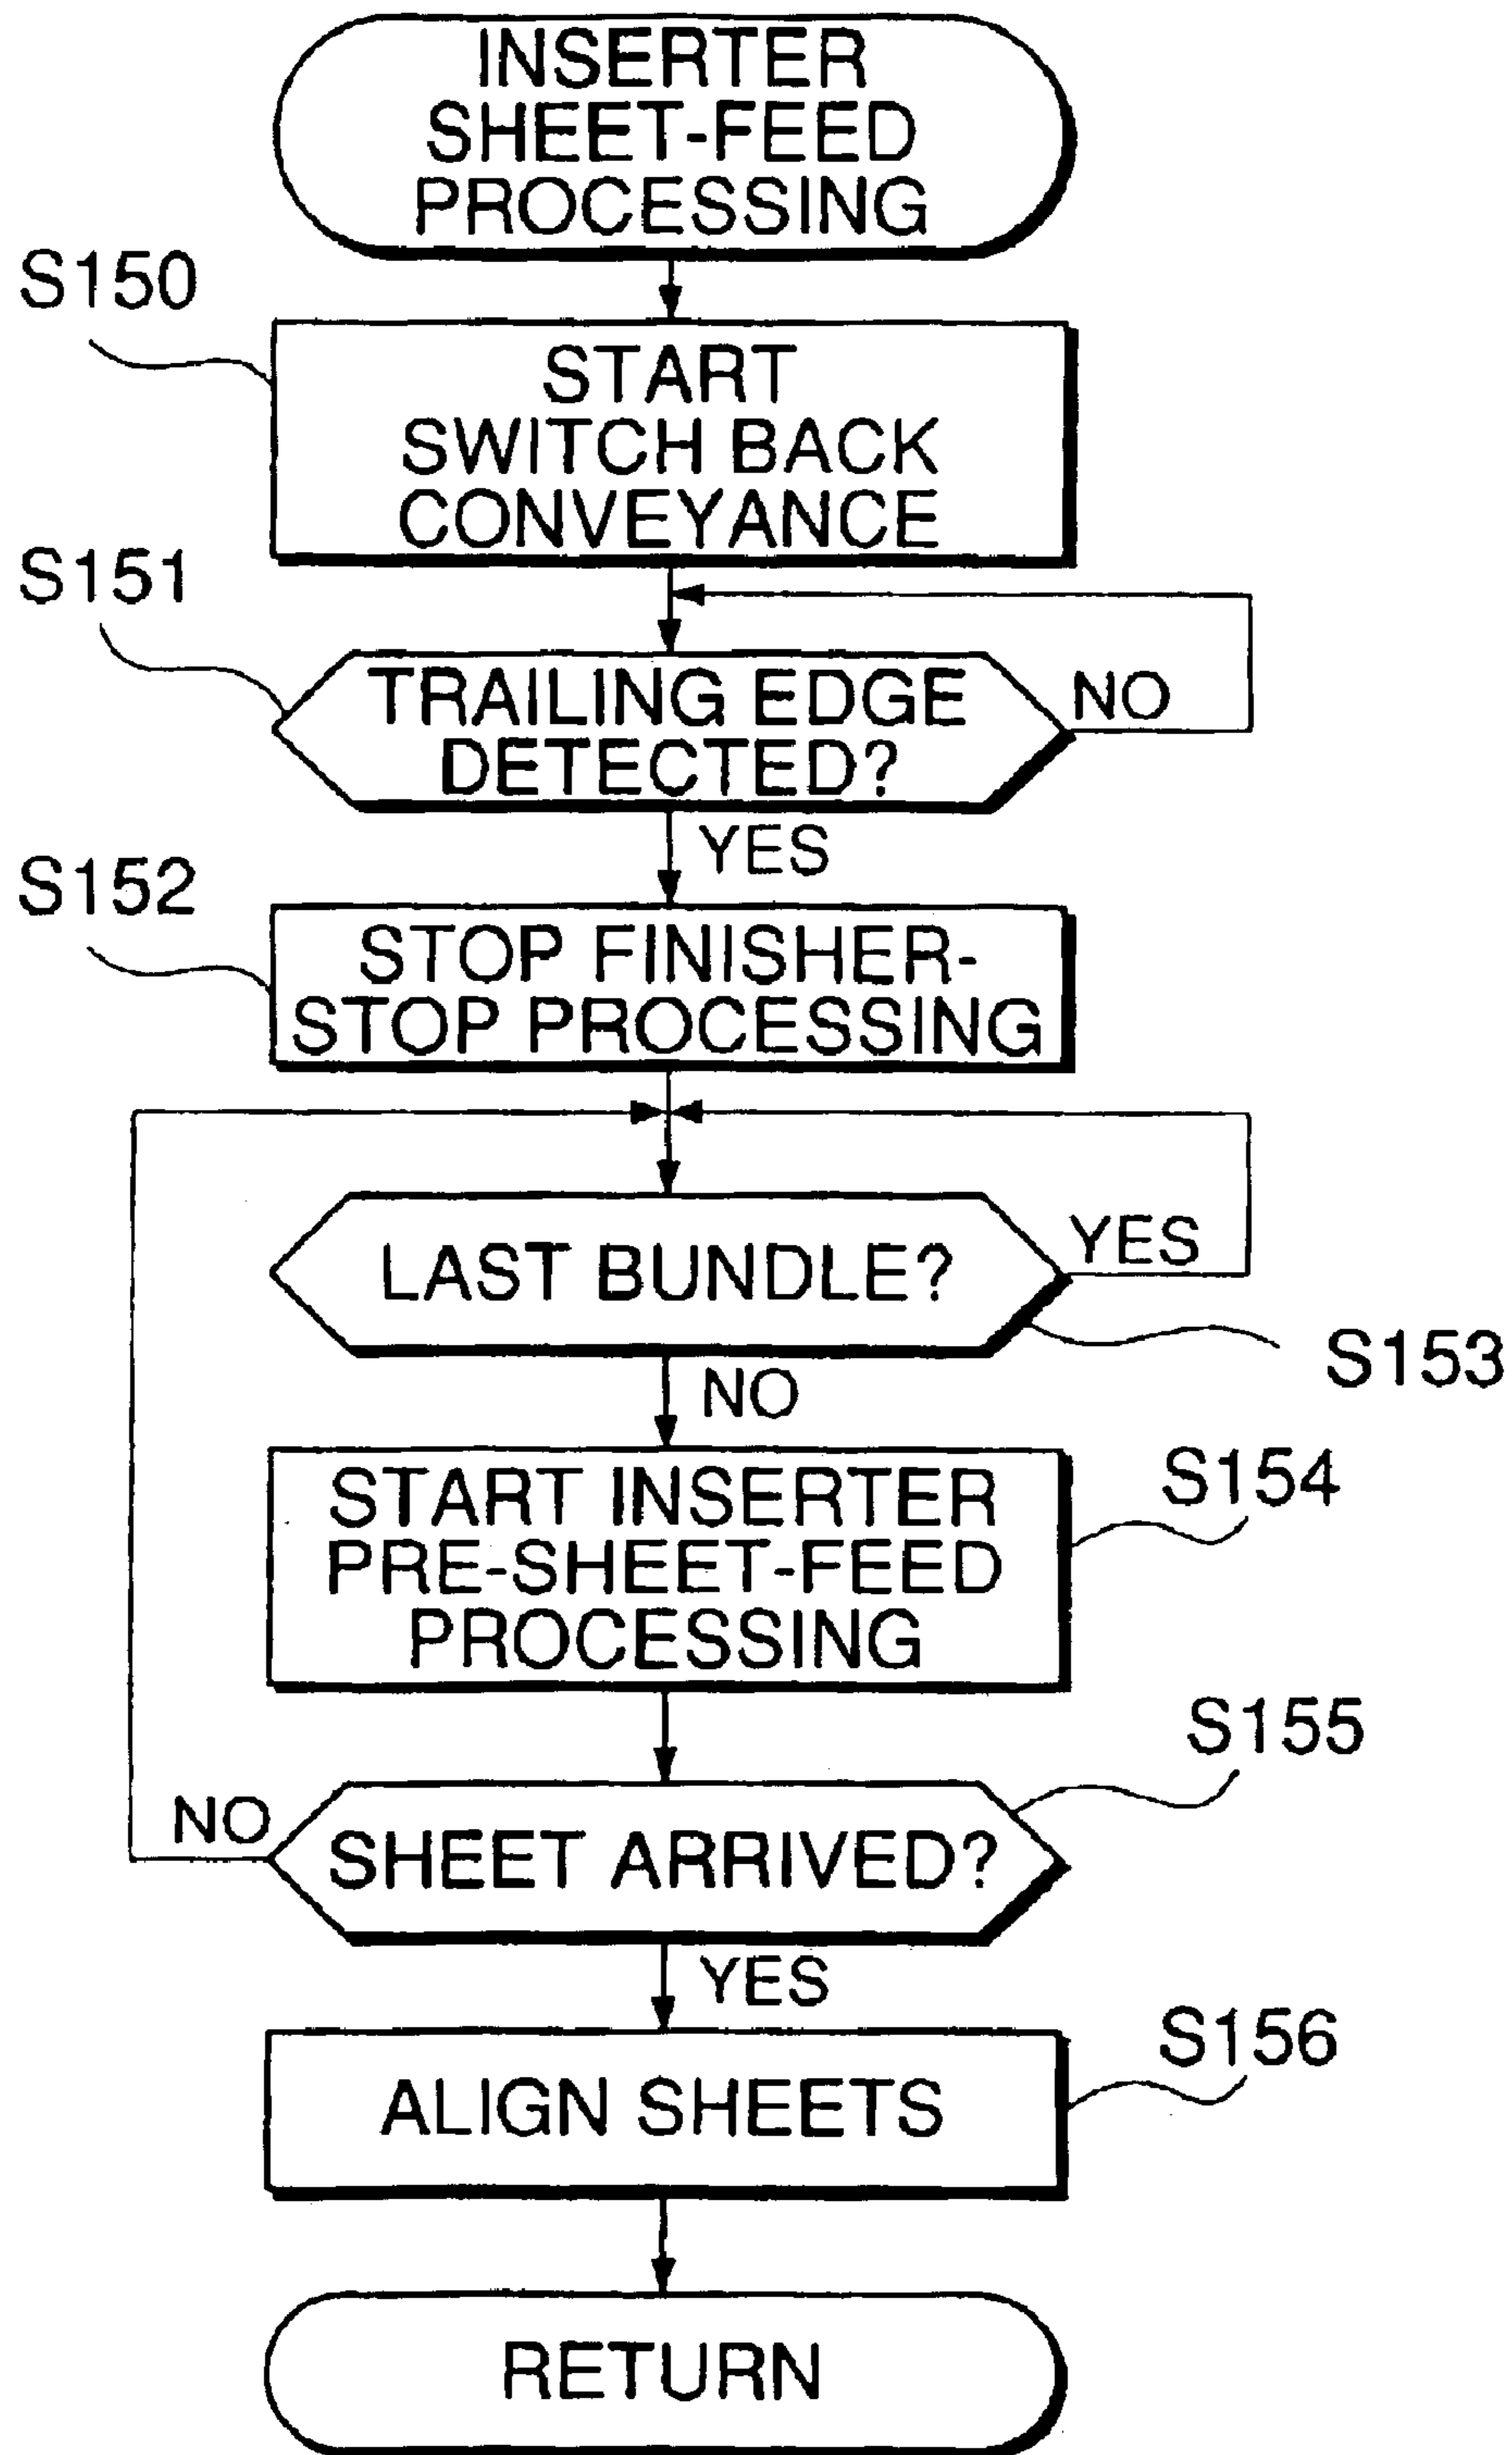 INSERTER
SHEET-FEED
PROCESSING
S150
START
SWITCH BACK
CONVEYANCE
S151
TRAILING EDGE
DETECTED?
NO
YES
S152
STOP FINISHER-
STOP PROCESSING
LAST BUNDLE?
YES
S153
NO
START INSERTER
PRE-SHEET-FEED
PROCESSING
S154
S155
NO
SHEET ARRIVED?
YES
S156
ALIGN SHEETS
RETURN